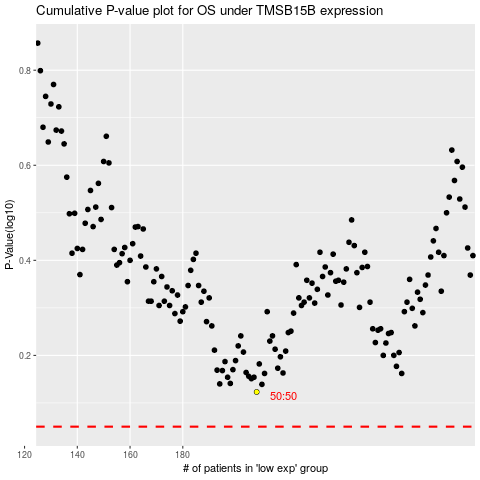 Cumulative P-value plot for OS under TMSB15B expression
P-Value(log10)
0.8
0.6
0.4
0.2
50:50
120 140 160 180
# of patients in 'low exp' group